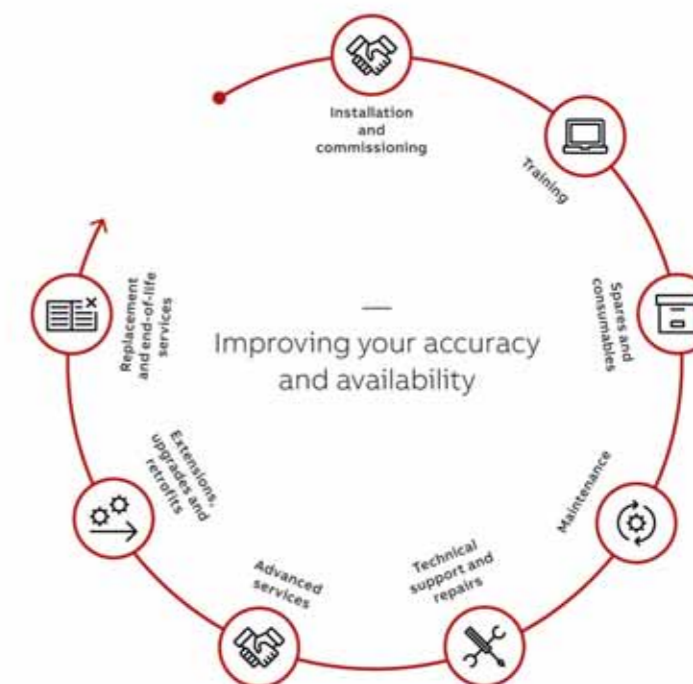 Installation
and
commissioning
Training
Spares and
consumables
Maintenance
Technical
support and
repairs
Advanced
services
Extensions,
upgrades and
retrofits
Replacement
and end-of-life
services
Improving your accuracy
and availability